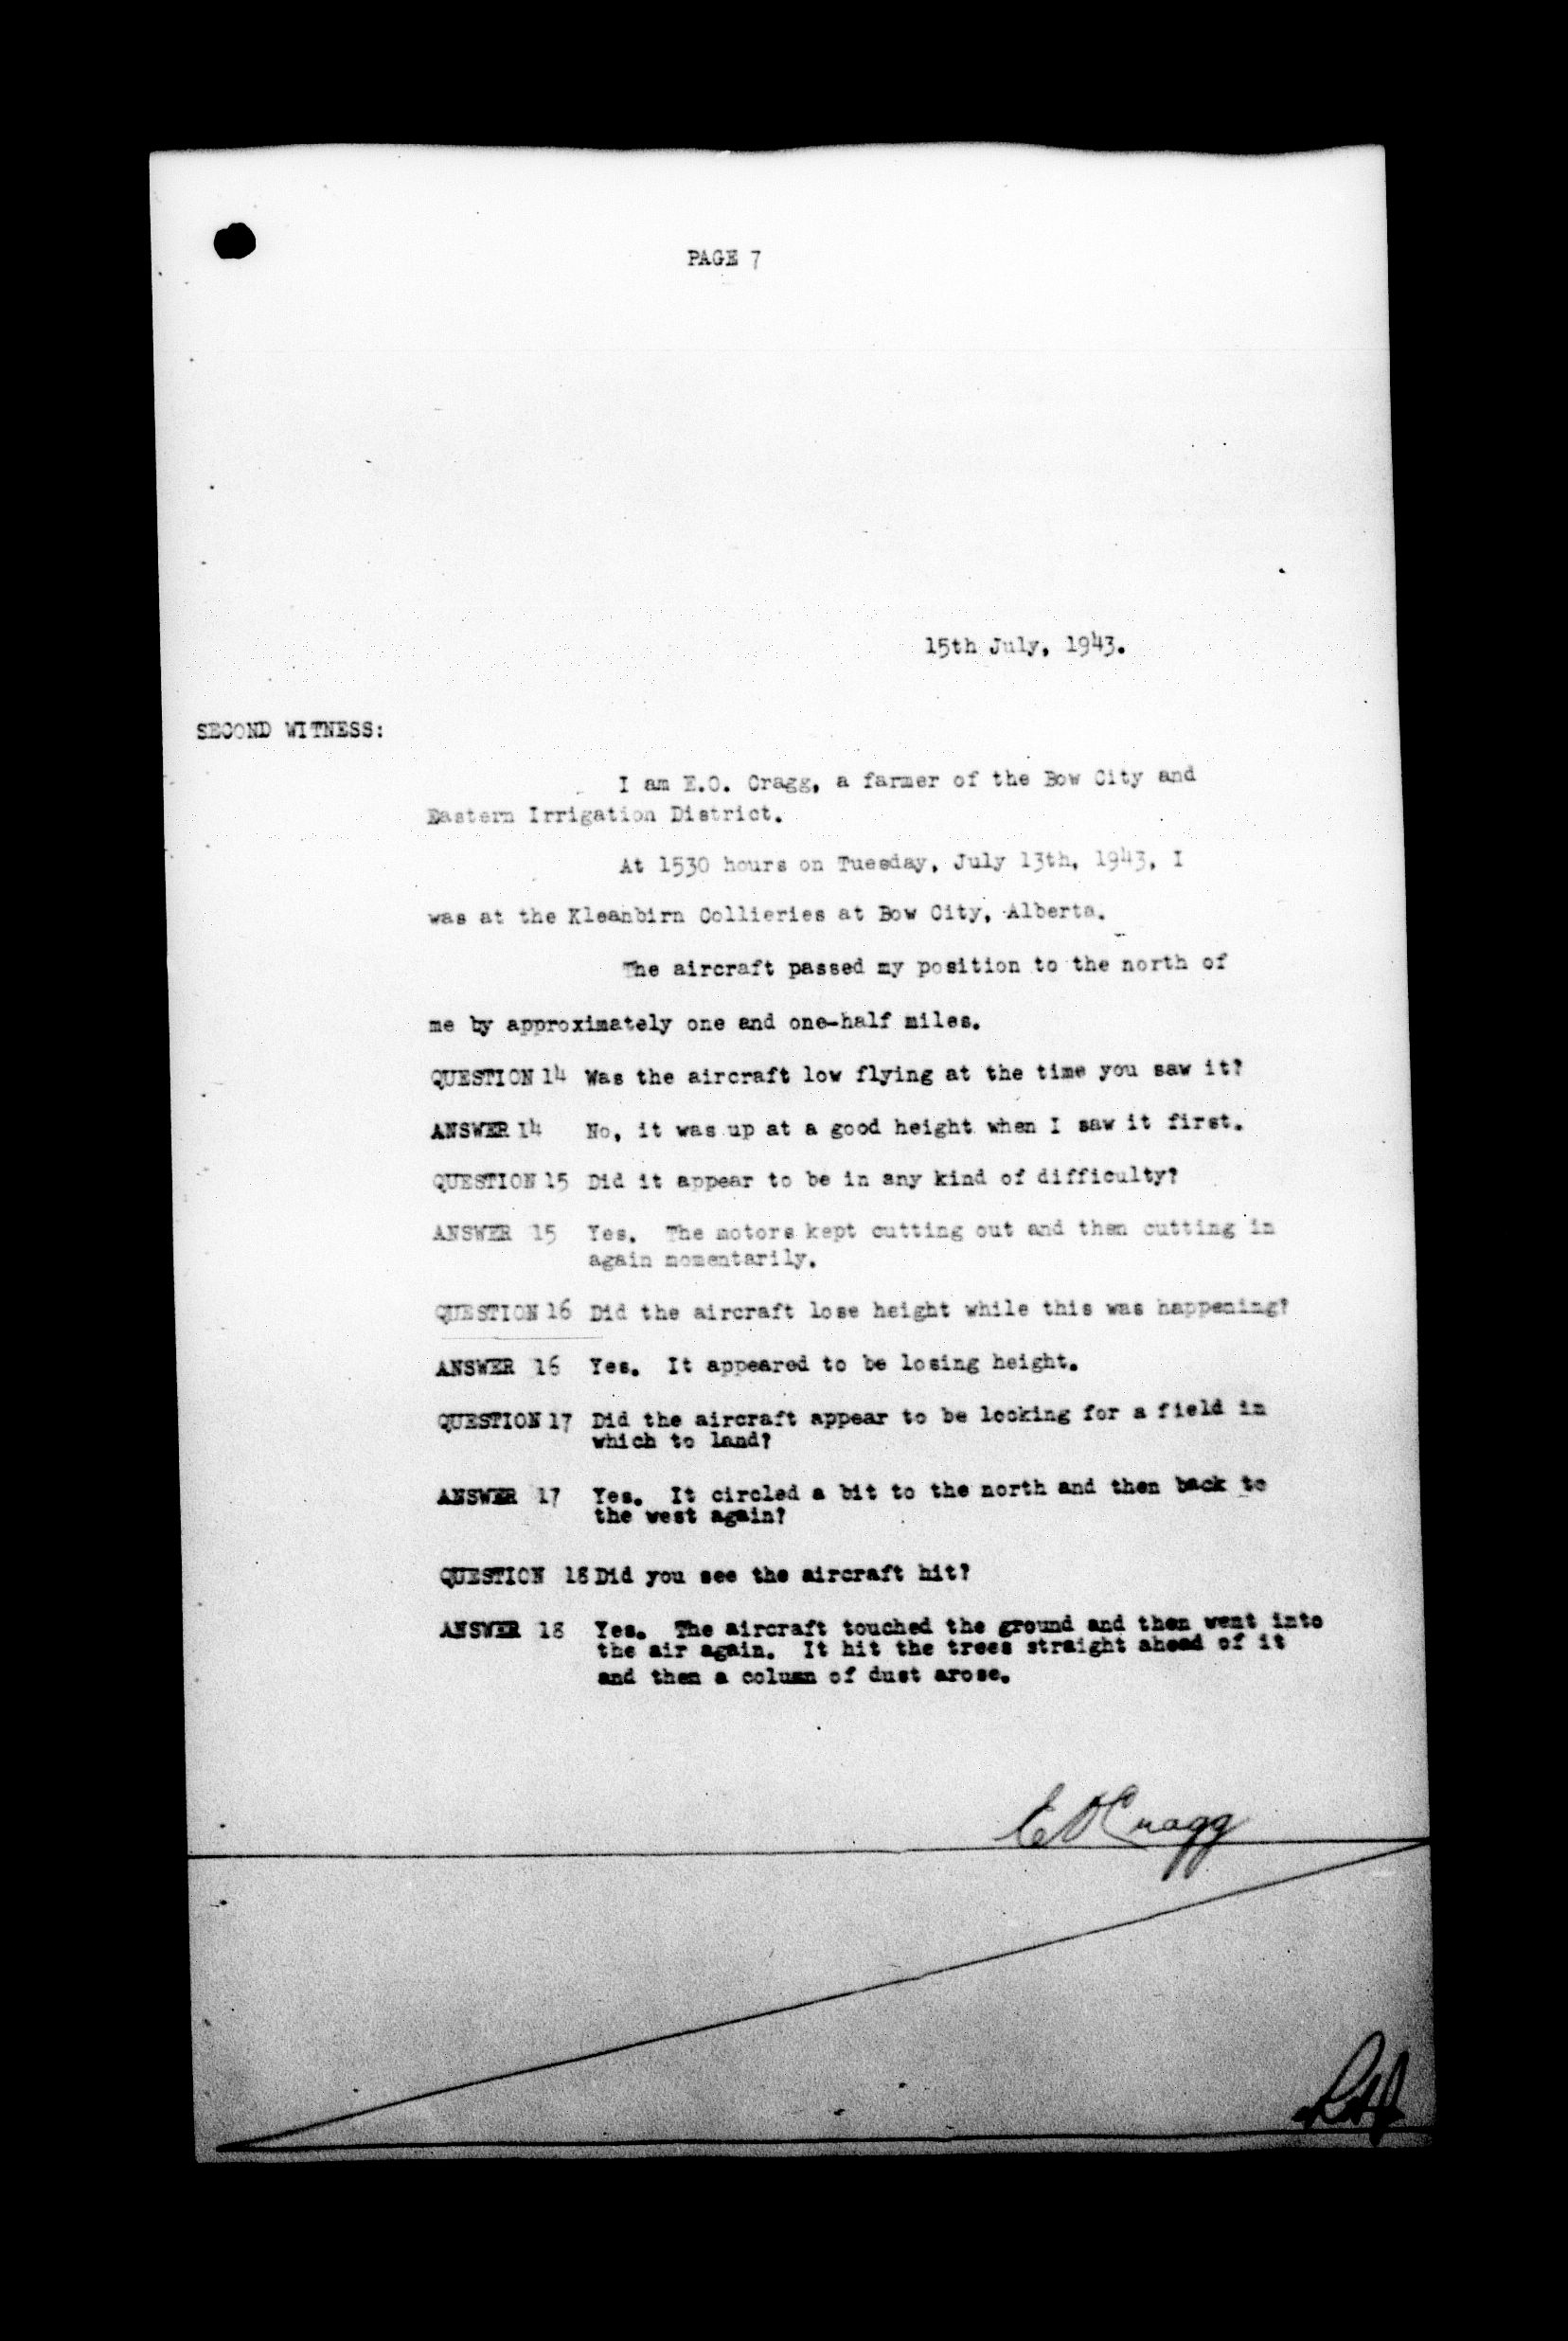 PAGE 7
15th July, 1943.
SECOND WITNESS:
I am E.O. Cragg, a farmer of the Bow City and
Eastern Irrigation District.
At 1530 hours on Tuesday, July 13th, 1943, I
was at the Kleanbirn Collieries at Bow City, Alberta.
The aircraft passed my position to the north of
me by approximately one and one-half miles.
QUESTION 14 Was the aircraft low flying at the time you saw it?
ANSWER 14 No, it was up at a good height when I saw it first.
QUESTION 15 Did it appear to be in any kind of difficulty?
ANSWER 15 Yes. The motors kept cutting out and then cutting in
again momentarily.
QUESTION 16 Did the aircraft lose height while this was happening?
ANSWER 16 Yes. It appeared to be losing height.
QUESTION 17 Did the aircraft appear to be looking for a field in
which to land?
ANSWER 17 Yes. It circled a bit to the north and then back to
the west again?
QUESTION 18 Did you see the aircraft hit?
ANSWER 18 Yes. The aircraft touched the ground and then went into
the air again. It hit the trees straight ahead of it
and then a column of dust arose.
E O Cragg